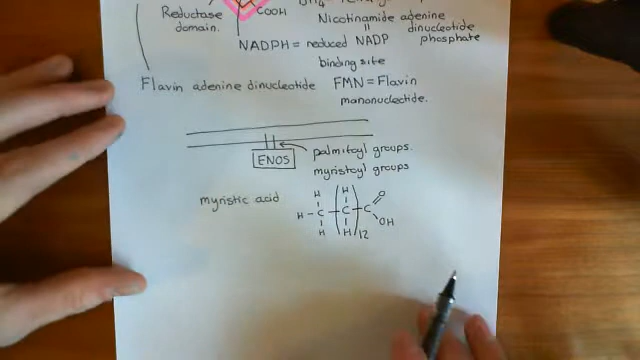 Reductase
domain.
COOH
Nicotinamide adenine
dinucleotide
NADPH = reduced NADP
phosphate
binding site
Flavin adenine dinucleotide
FMN = Flavin
mononucleotide.
ENOS
palmitoyl groups.
myristoyl groups
myristic acid
H
H
O
H
C
C
C
OH
H
H
12